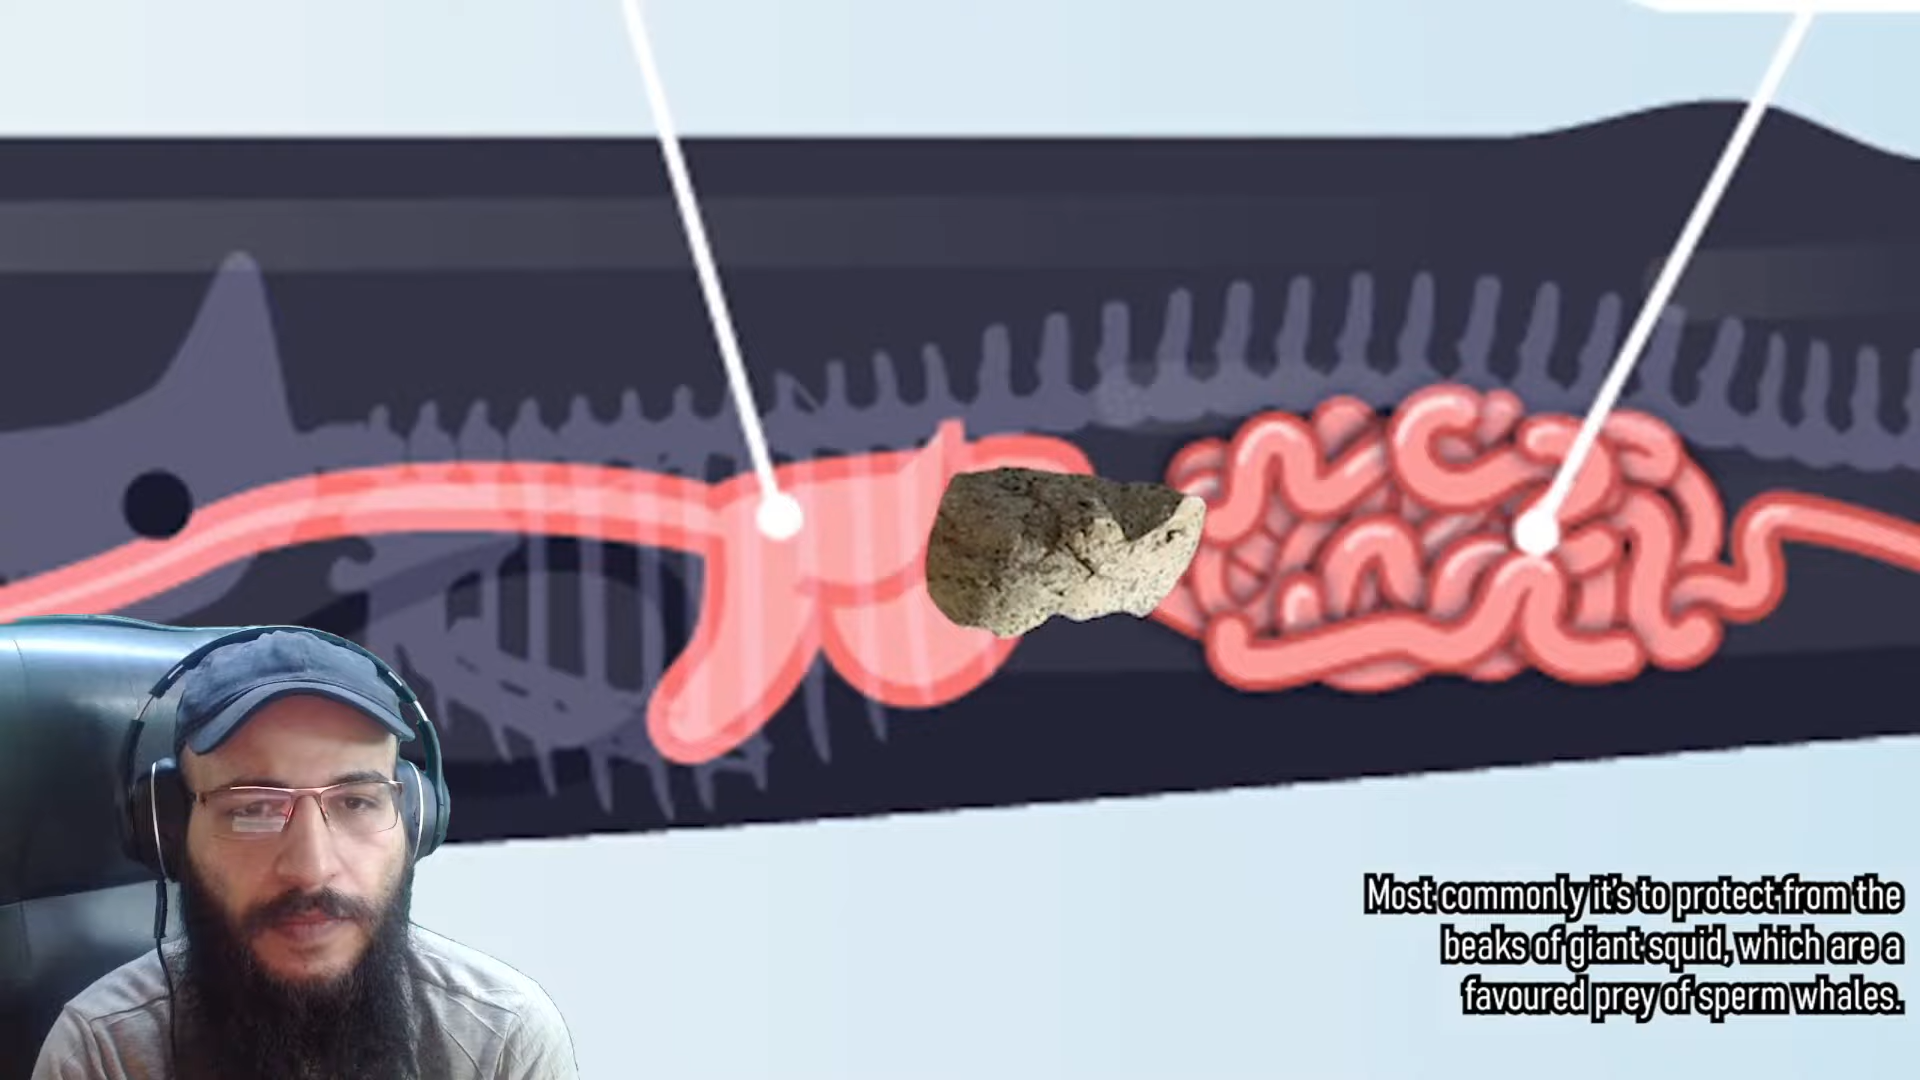 Most commonly it's to protect from the
beaks of giant squid, which are a
favoured prey of sperm whales.